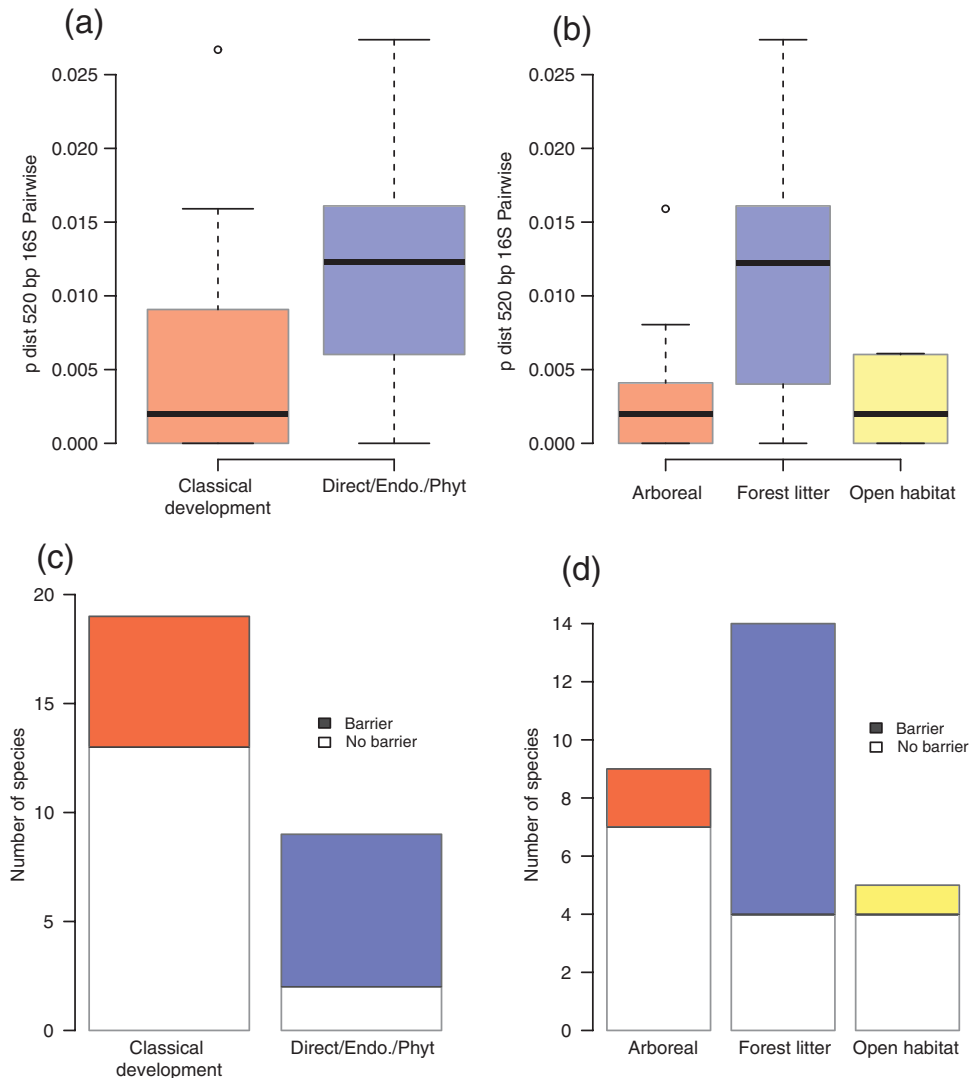 (a)
p dist 520 bp 16S Pairwise
0.025
0.020
0.015
0.010
0.005
0.000
Classical
development
Direct/Endo./Phyt
(b)
p dist 520 bp 16S Pairwise
0.025
0.020
0.015
0.010
0.005
0.000
Arboreal
Forest litter
Open habitat
(c)
Number of species
20
15
10
5
0
Barrier
No barrier
Classical
development
Direct/Endo./Phyt
(d)
Number of species
14
12
10
8
6
4
2
0
Barrier
No barrier
Arboreal
Forest litter
Open habitat